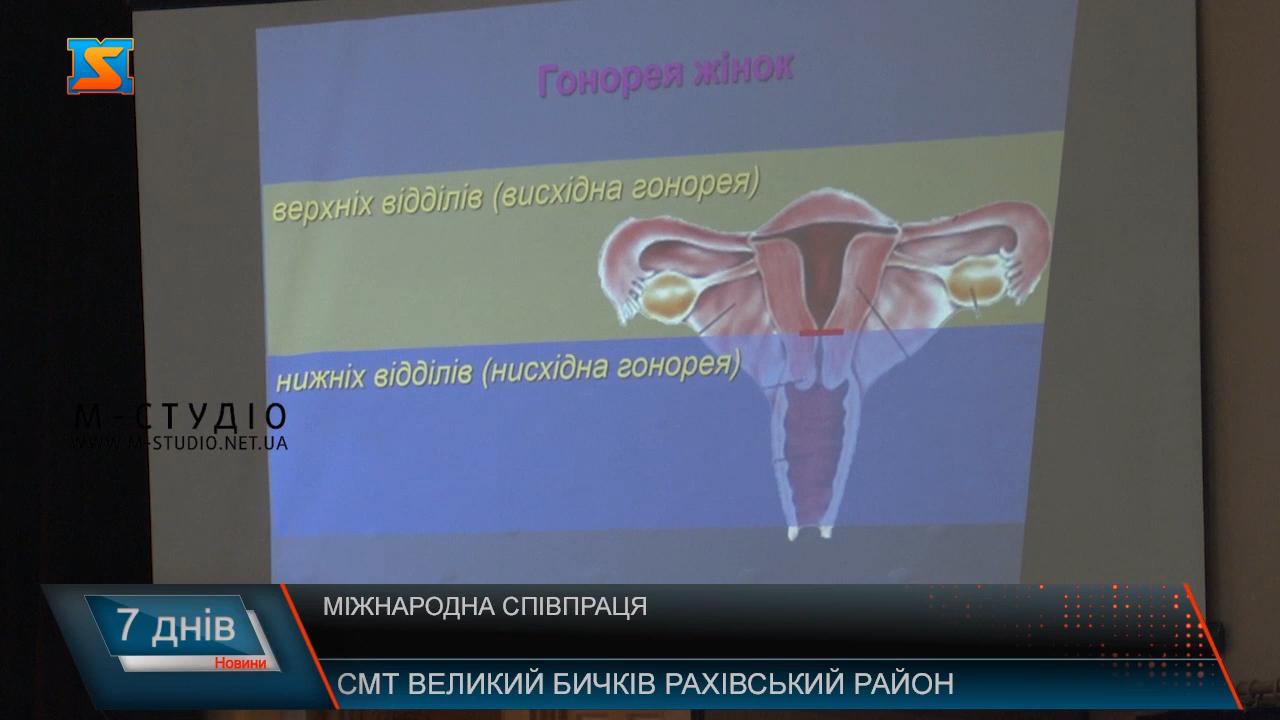 Гонорея жінок
верхніх відділів (висхідна гонорея)
нижніх відділів (нисхідна гонорея)
М-СТУДІО
WWW.M-STUDIO.NET.UA
7 днів
Новини
МІЖНАРОДНА СПІВПРАЦЯ
СМТ ВЕЛИКИЙ БИЧКІВ РАХІВСЬКИЙ РАЙОН